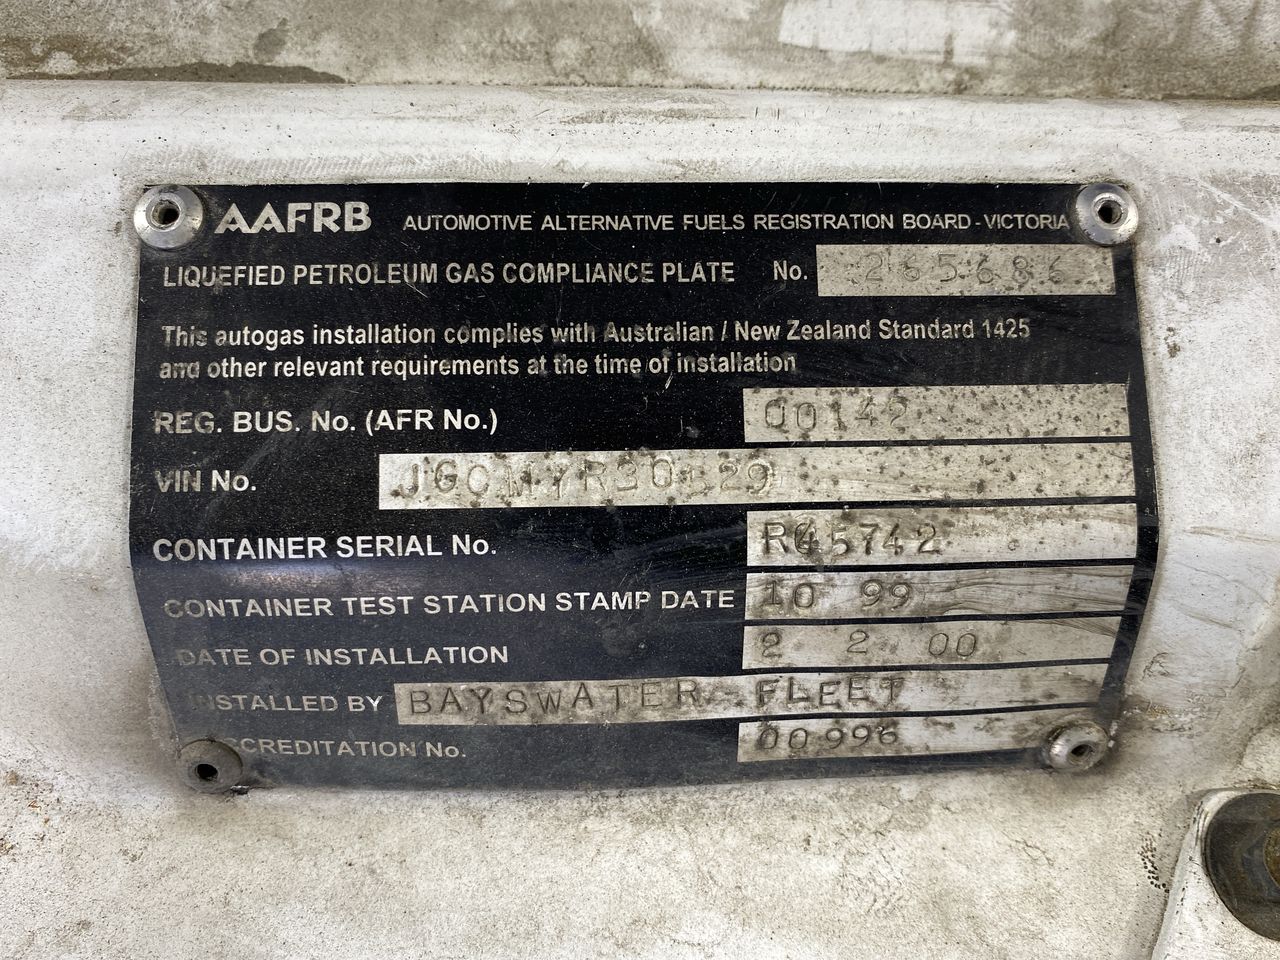 AAFRB AUTOMOTIVE ALTERNATIVE FUELS REGISTRATION BOARD - VICTORIA
LIQUEFIED PETROLEUM GAS COMPLIANCE PLATE No. 265686
This autogas installation complies with Australian / New Zealand Standard 1425
and other relevant requirements at the time of installation
REG. BUS. No. (AFR No.) 00142
VIN No.
CONTAINER SERIAL No. R45742
CONTAINER TEST STATION STAMP DATE 10 99
DATE OF INSTALLATION 2 2 00
INSTALLED BY BAYSWATER FLEET
ACCREDITATION No. 00996